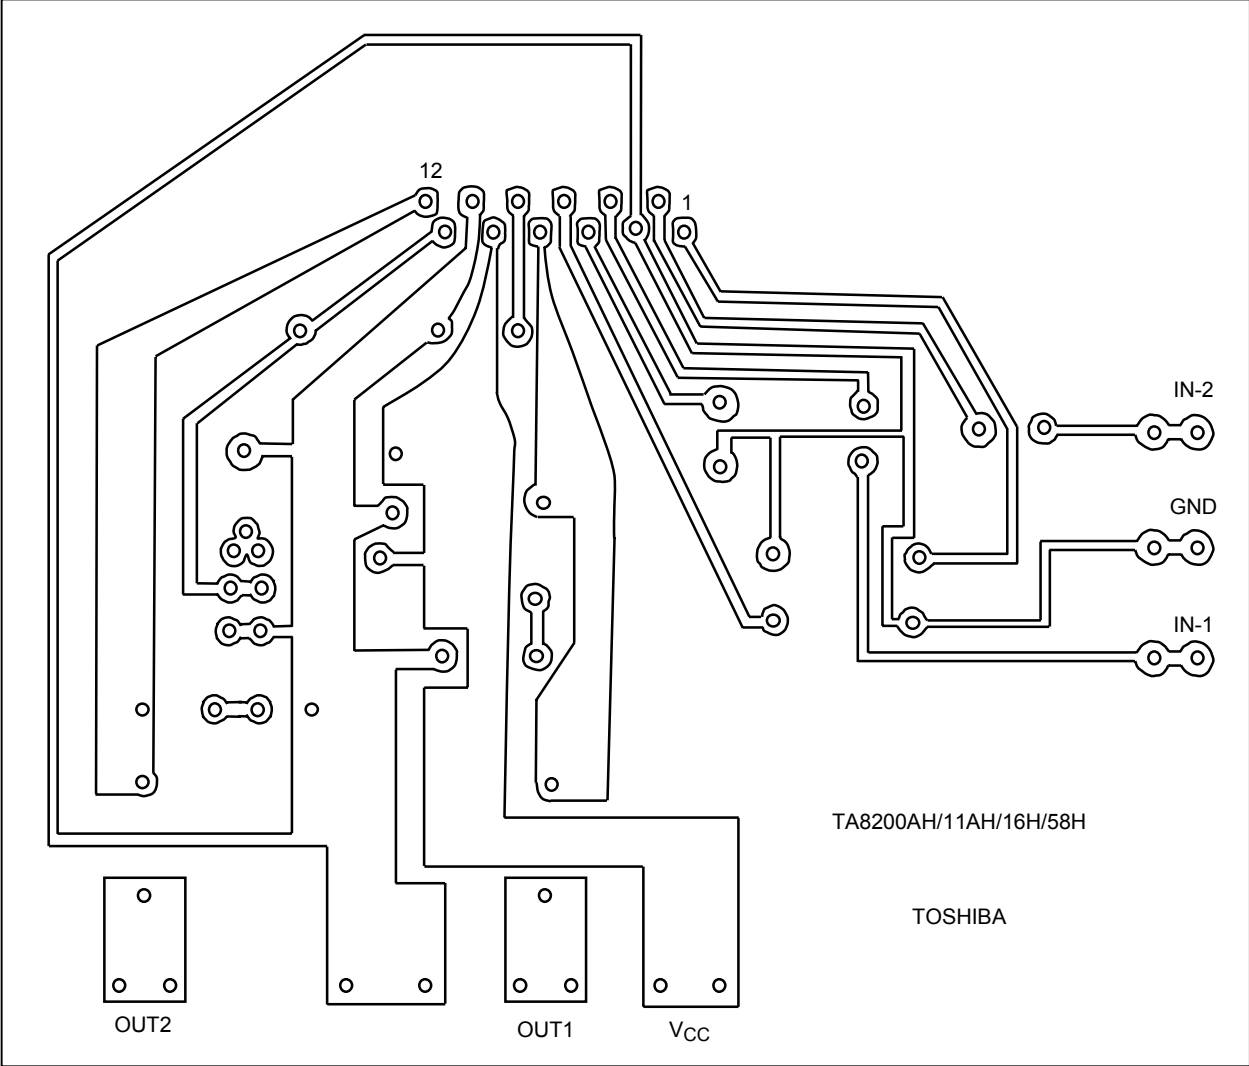 12
1
IN-2
GND
IN-1
TA8200AH/11AH/16H/58H
TOSHIBA
OUT2
OUT1
VCC